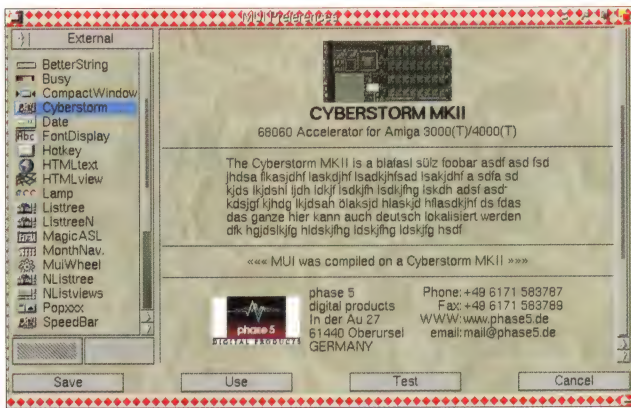 MUI Preferences
External
BetterString
Busy
CompactWindow
Cyberstorm
Date
FontDisplay
Hotkey
HTMLtext
HTMLview
Lamp
Listtree
ListtreeN
MagicASL
MonthNav.
MuiWheel
NListtree
NListviews
Popxxx
SpeedBar
CYBERSTORM MKII
68060 Accelerator for Amiga 3000(T)/4000(T)
The Cyberstorm MKII is a blafasl sülz foobar asdf asd fsd
jhdsa flkasjdhf laskdjhf lsadkjhfsad lsakjdhf a sdfa sd
kjds lkjdshl ljdh ldkjf lsdkjfh lsdkjfhg lskdh adsf asd
kdsjgf kjhdg lkjdsah ölaksjd hlaskjd hflasdkjhf ds fdas
das ganze hier kann auch deutsch lokalisiert werden
dfk hgjdslkjfg hldskjfhg ldskjfhg ldskjfg hsdf
««« MUI was compiled on a Cyberstorm MKII »»»
phase 5
DIGITAL PRODUCTS
phase 5 Phone: +49 6171 583787
digital products Fax: +49 6171 583789
In der Au 27 WWW: www.phase5.de
61440 Oberursel email: mail@phase5.de
GERMANY
Save Use Test Cancel